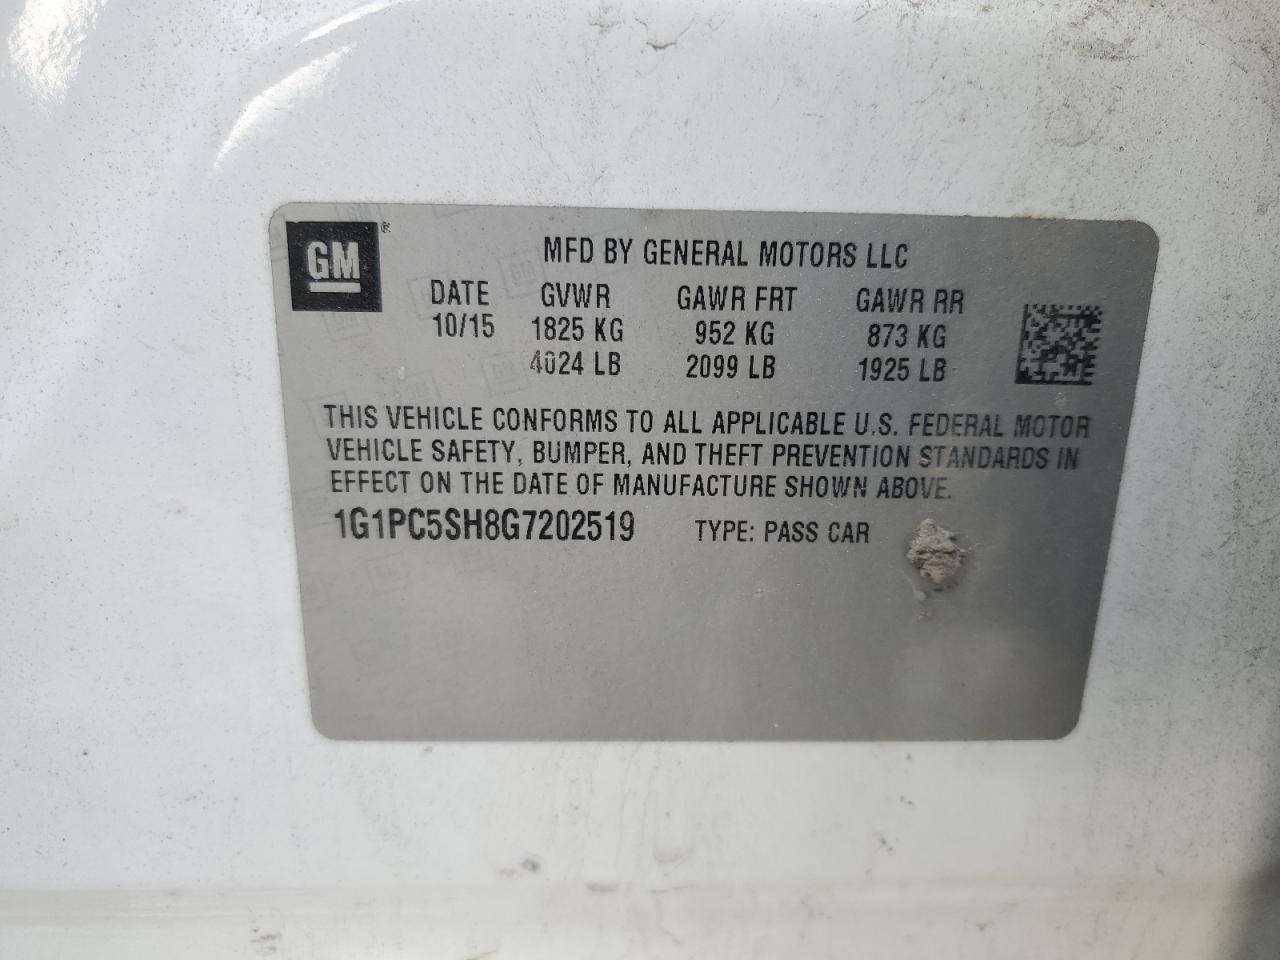 GM®
MFD BY GENERAL MOTORS LLC
DATE GVWR GAWR FRT GAWR RR
10/15 1825 KG 952 KG 873 KG
4024 LB 2099 LB 1925 LB
THIS VEHICLE CONFORMS TO ALL APPLICABLE U.S. FEDERAL MOTOR
VEHICLE SAFETY, BUMPER, AND THEFT PREVENTION STANDARDS IN
EFFECT ON THE DATE OF MANUFACTURE SHOWN ABOVE.
1G1PC5SH8G7202519 TYPE: PASS CAR